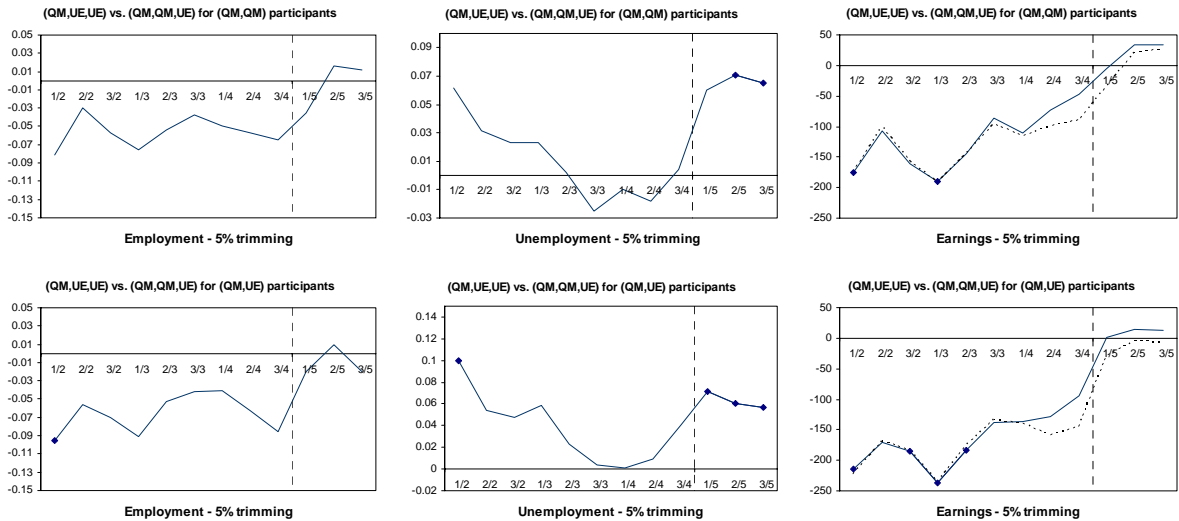 (QM,UE,UE) vs. (QM,QM,UE) for (QM,QM) participants
0.05
0.03
0.01
-0.01
-0.03
-0.05
-0.07
-0.09
-0.11
-0.13
-0.15
1/2 2/2 3/2 1/3 2/3 3/3 1/4 2/4 3/4 1/5 2/5 3/5
Employment - 5% trimming
(QM,UE,UE) vs. (QM,QM,UE) for (QM,QM) participants
0.09
0.07
0.05
0.03
0.01
-0.01
-0.03
1/2 2/2 3/2 1/3 2/3 3/3 1/4 2/4 3/4 1/5 2/5 3/5
Unemployment - 5% trimming
(QM,UE,UE) vs. (QM,QM,UE) for (QM,QM) participants
50
0
-50
-100
-150
-200
-250
1/2 2/2 3/2 1/3 2/3 3/3 1/4 2/4 3/4 1/5 2/5 3/5
Earnings - 5% trimming
(QM,UE,UE) vs. (QM,QM,UE) for (QM,UE) participants
0.05
0.03
0.01
-0.01
-0.03
-0.05
-0.07
-0.09
-0.11
-0.13
-0.15
1/2 2/2 3/2 1/3 2/3 3/3 1/4 2/4 3/4 1/5 2/5 3/5
Employment - 5% trimming
(QM,UE,UE) vs. (QM,QM,UE) for (QM,UE) participants
0.14
0.12
0.1
0.08
0.06
0.04
0.02
0
-0.02
1/2 2/2 3/2 1/3 2/3 3/3 1/4 2/4 3/4 1/5 2/5 3/5
Unemployment - 5% trimming
(QM,UE,UE) vs. (QM,QM,UE) for (QM,UE) participants
50
0
-50
-100
-150
-200
-250
1/2 2/2 3/2 1/3 2/3 3/3 1/4 2/4 3/4 1/5 2/5 3/5
Earnings - 5% trimming